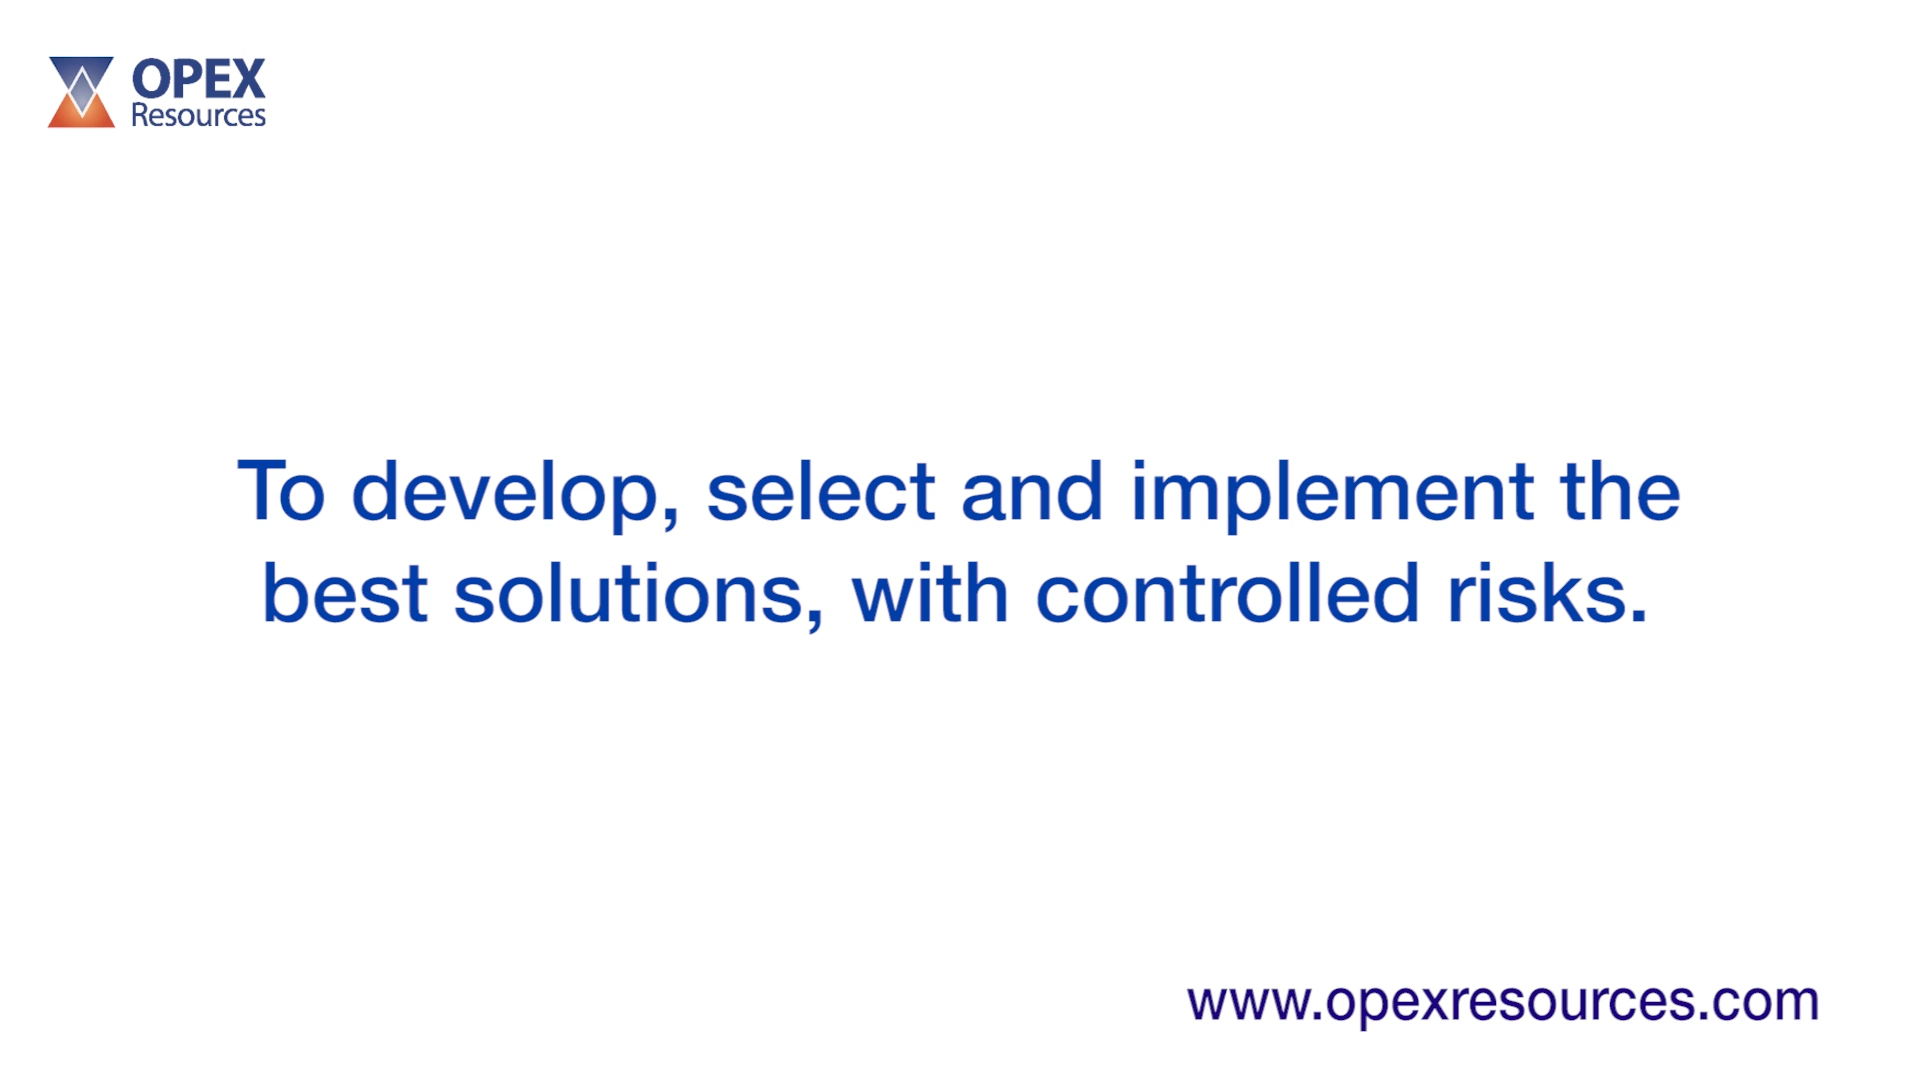 OPEX
Resources
To develop, select and implement the
best solutions, with controlled risks.
www.opexresources.com